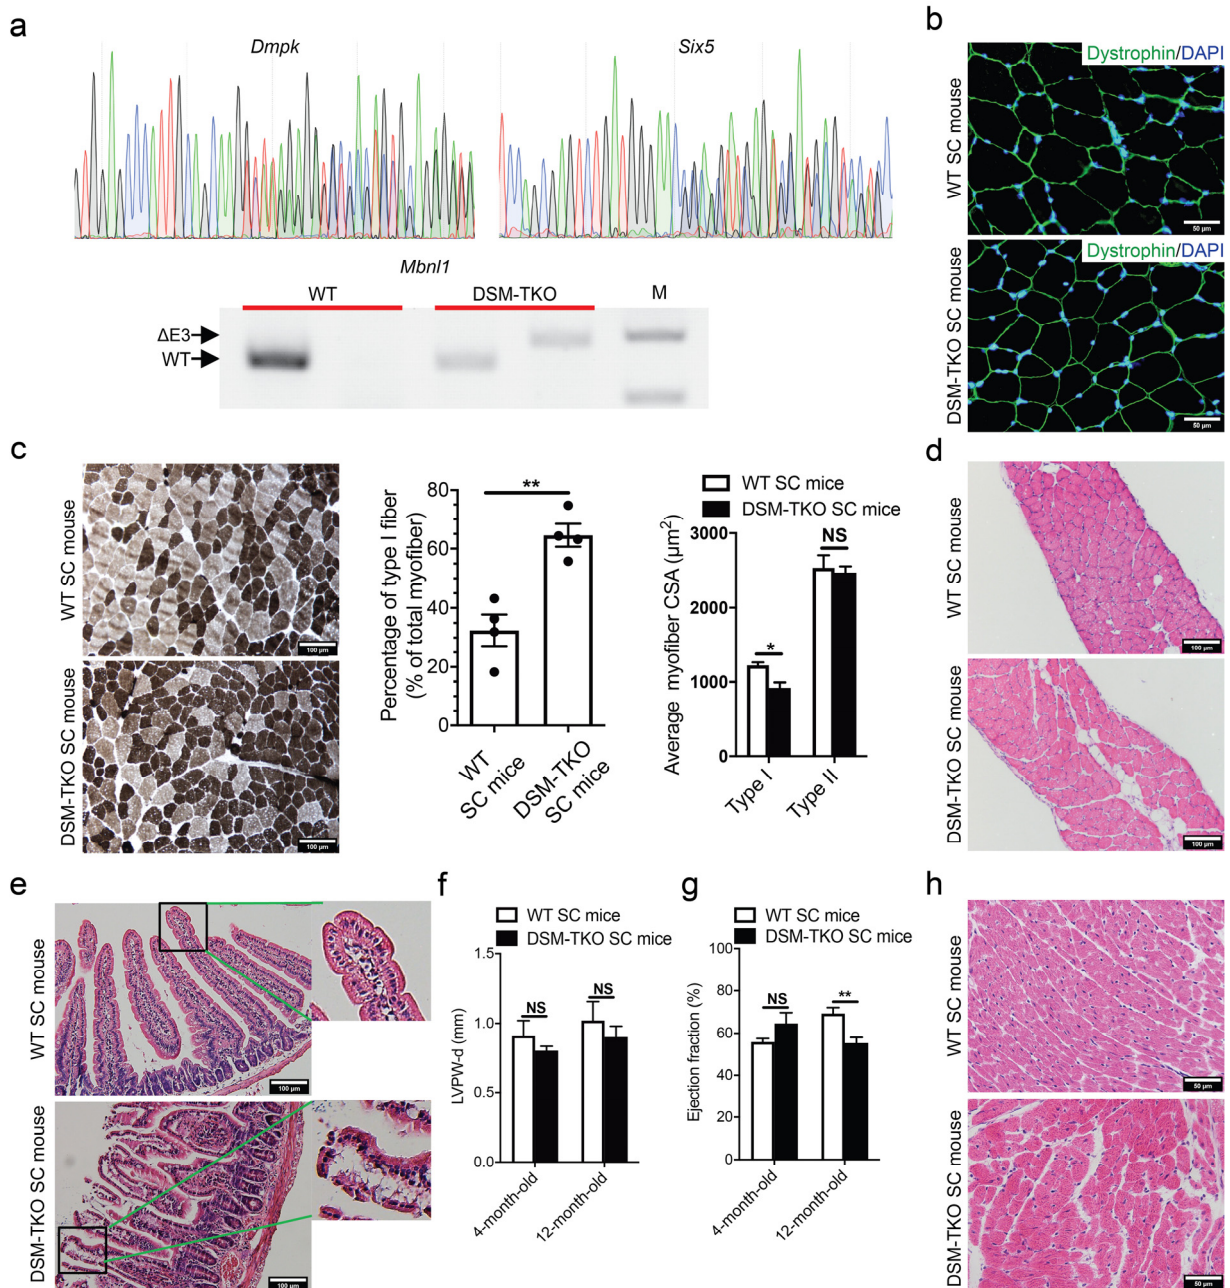 a
Dmpk
Six5
Mbnl1
WT
DSM-TKO
M
ΔE3
WT
b
WT SC mouse
Dystrophin/DAPI
50 µm
DSM-TKO SC mouse
Dystrophin/DAPI
50 µm
c
WT SC mouse
100 µm
DSM-TKO SC mouse
100 µm
Percentage of type I fiber
(% of total myofiber)
80
60
40
20
0
**
WT
SC mice
DSM-TKO
SC mice
WT SC mice
DSM-TKO SC mice
Average myofiber CSA (µm²)
3000
2000
1000
0
*
NS
Type I
Type II
d
WT SC mouse
100 µm
DSM-TKO SC mouse
100 µm
e
WT SC mouse
100 µm
DSM-TKO SC mouse
100 µm
f
WT SC mice
DSM-TKO SC mice
LVPW-d (mm)
1.5
1.0
0.5
0.0
NS
NS
4-month-old
12-month-old
g
WT SC mice
DSM-TKO SC mice
Ejection fraction (%)
100
80
60
40
20
0
NS
**
4-month-old
12-month-old
h
WT SC mouse
50 µm
DSM-TKO SC mouse
50 µm